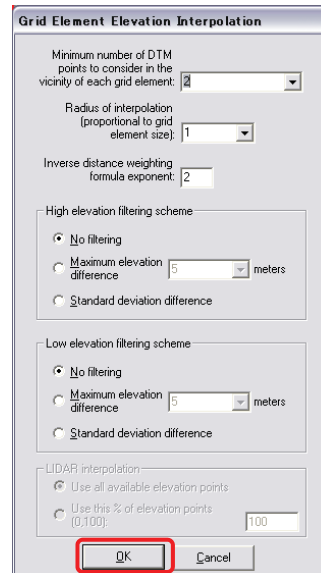 Grid Element Elevation Interpolation
Minimum number of DTM
points to consider in the
vicinity of each grid element: 2
Radius of interpolation
(proportional to grid
element size): 1
Inverse distance weighting
formula exponent: 2
High elevation filtering scheme
No filtering
Maximum elevation
difference 5 meters
Standard deviation difference
Low elevation filtering scheme
No filtering
Maximum elevation
difference 5 meters
Standard deviation difference
LIDAR interpolation
Use all available elevation points
Use this % of elevation points
(0,100): 100
OK Cancel